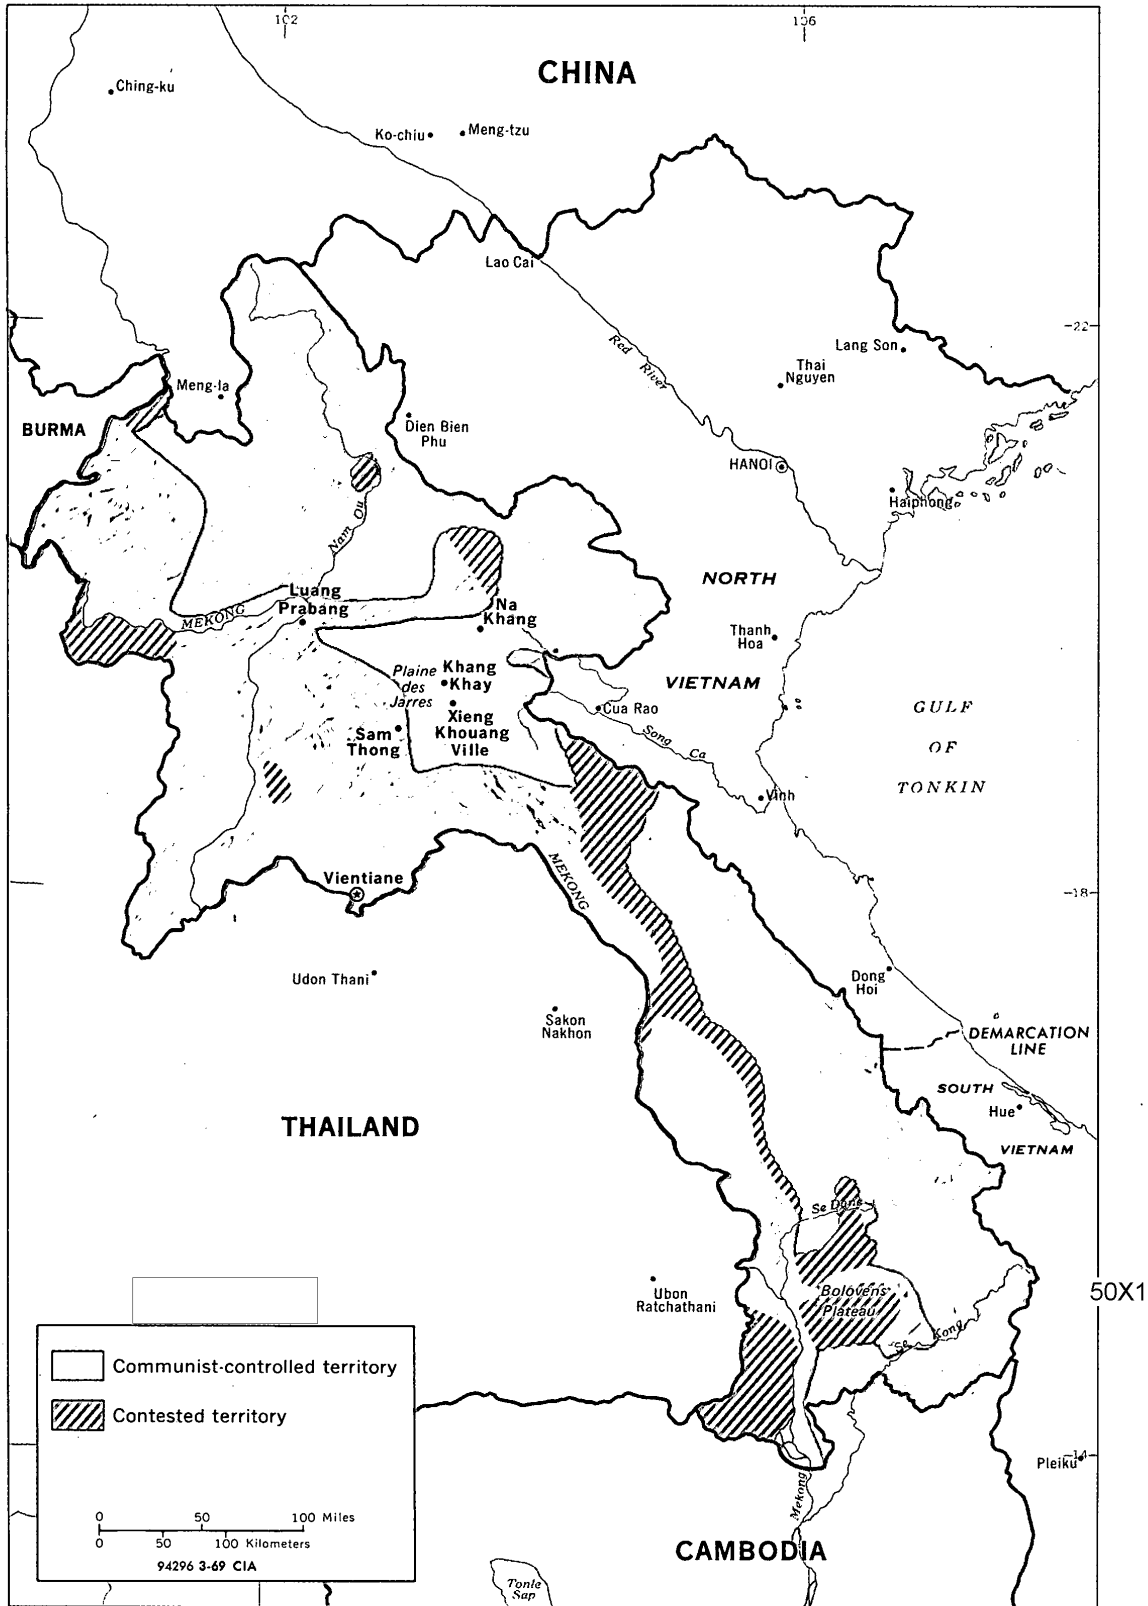 102
106
CHINA
Ching-ku
Ko-chiu
Meng-tzu
Lao Cai
Red
River
22
Lang Son
Thai
Nguyen
Meng-la
BURMA
Dien Bien
Phu
HANOI
Haiphong
Nam Ou
NORTH
VIETNAM
Luang
Prabang
MEKONG
Na
Khang
Thanh
Hoa
Plaine
des
Jarres
Khang
Khay
Xieng
Khouang
Ville
Sam
Thong
Cua Rao
Song Ca
GULF
OF
TONKIN
Vinh
MEKONG
Vientiane
18
Udon Thani
Sakon
Nakhon
Dong
Hoi
DEMARCATION
LINE
SOUTH
VIETNAM
Hue
THAILAND
Se Done
Bolovens
Plateau
Se Kong
Ubon
Ratchathani
50X1
Communist-controlled territory
Contested territory
0 50 100 Miles
0 50 100 Kilometers
94296 3-69 CIA
14
Pleiku
Mekong
CAMBODIA
Tonle
Sap